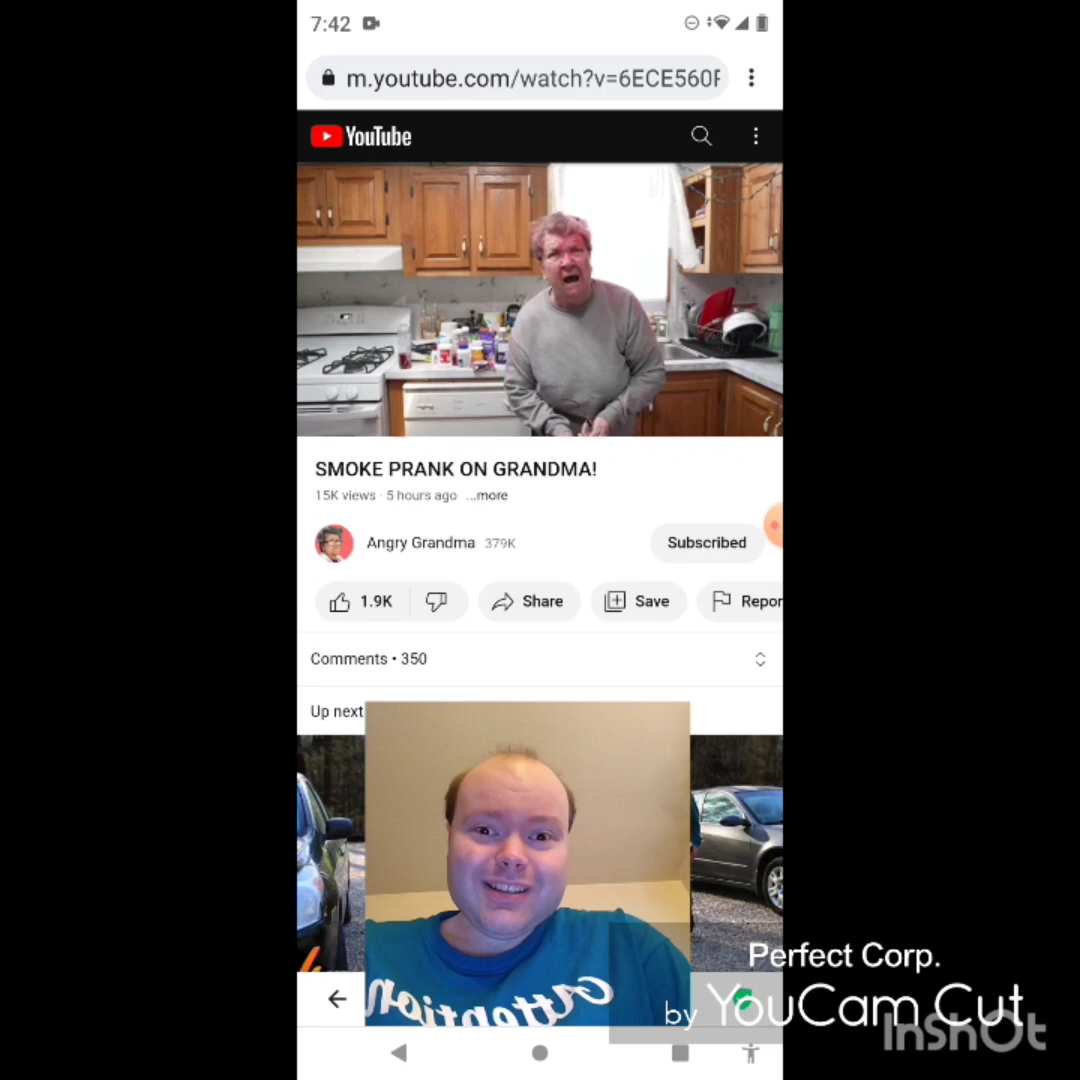 7:42
m.youtube.com/watch?v=6ECE560F
YouTube
SMOKE PRANK ON GRANDMA!
15K views · 5 hours ago ...more
Angry Grandma 379K
Subscribed
1.9K Share Save Repor
Comments • 350
Up next
Attention
Perfect Corp.
by YouCam Cut
InShOt